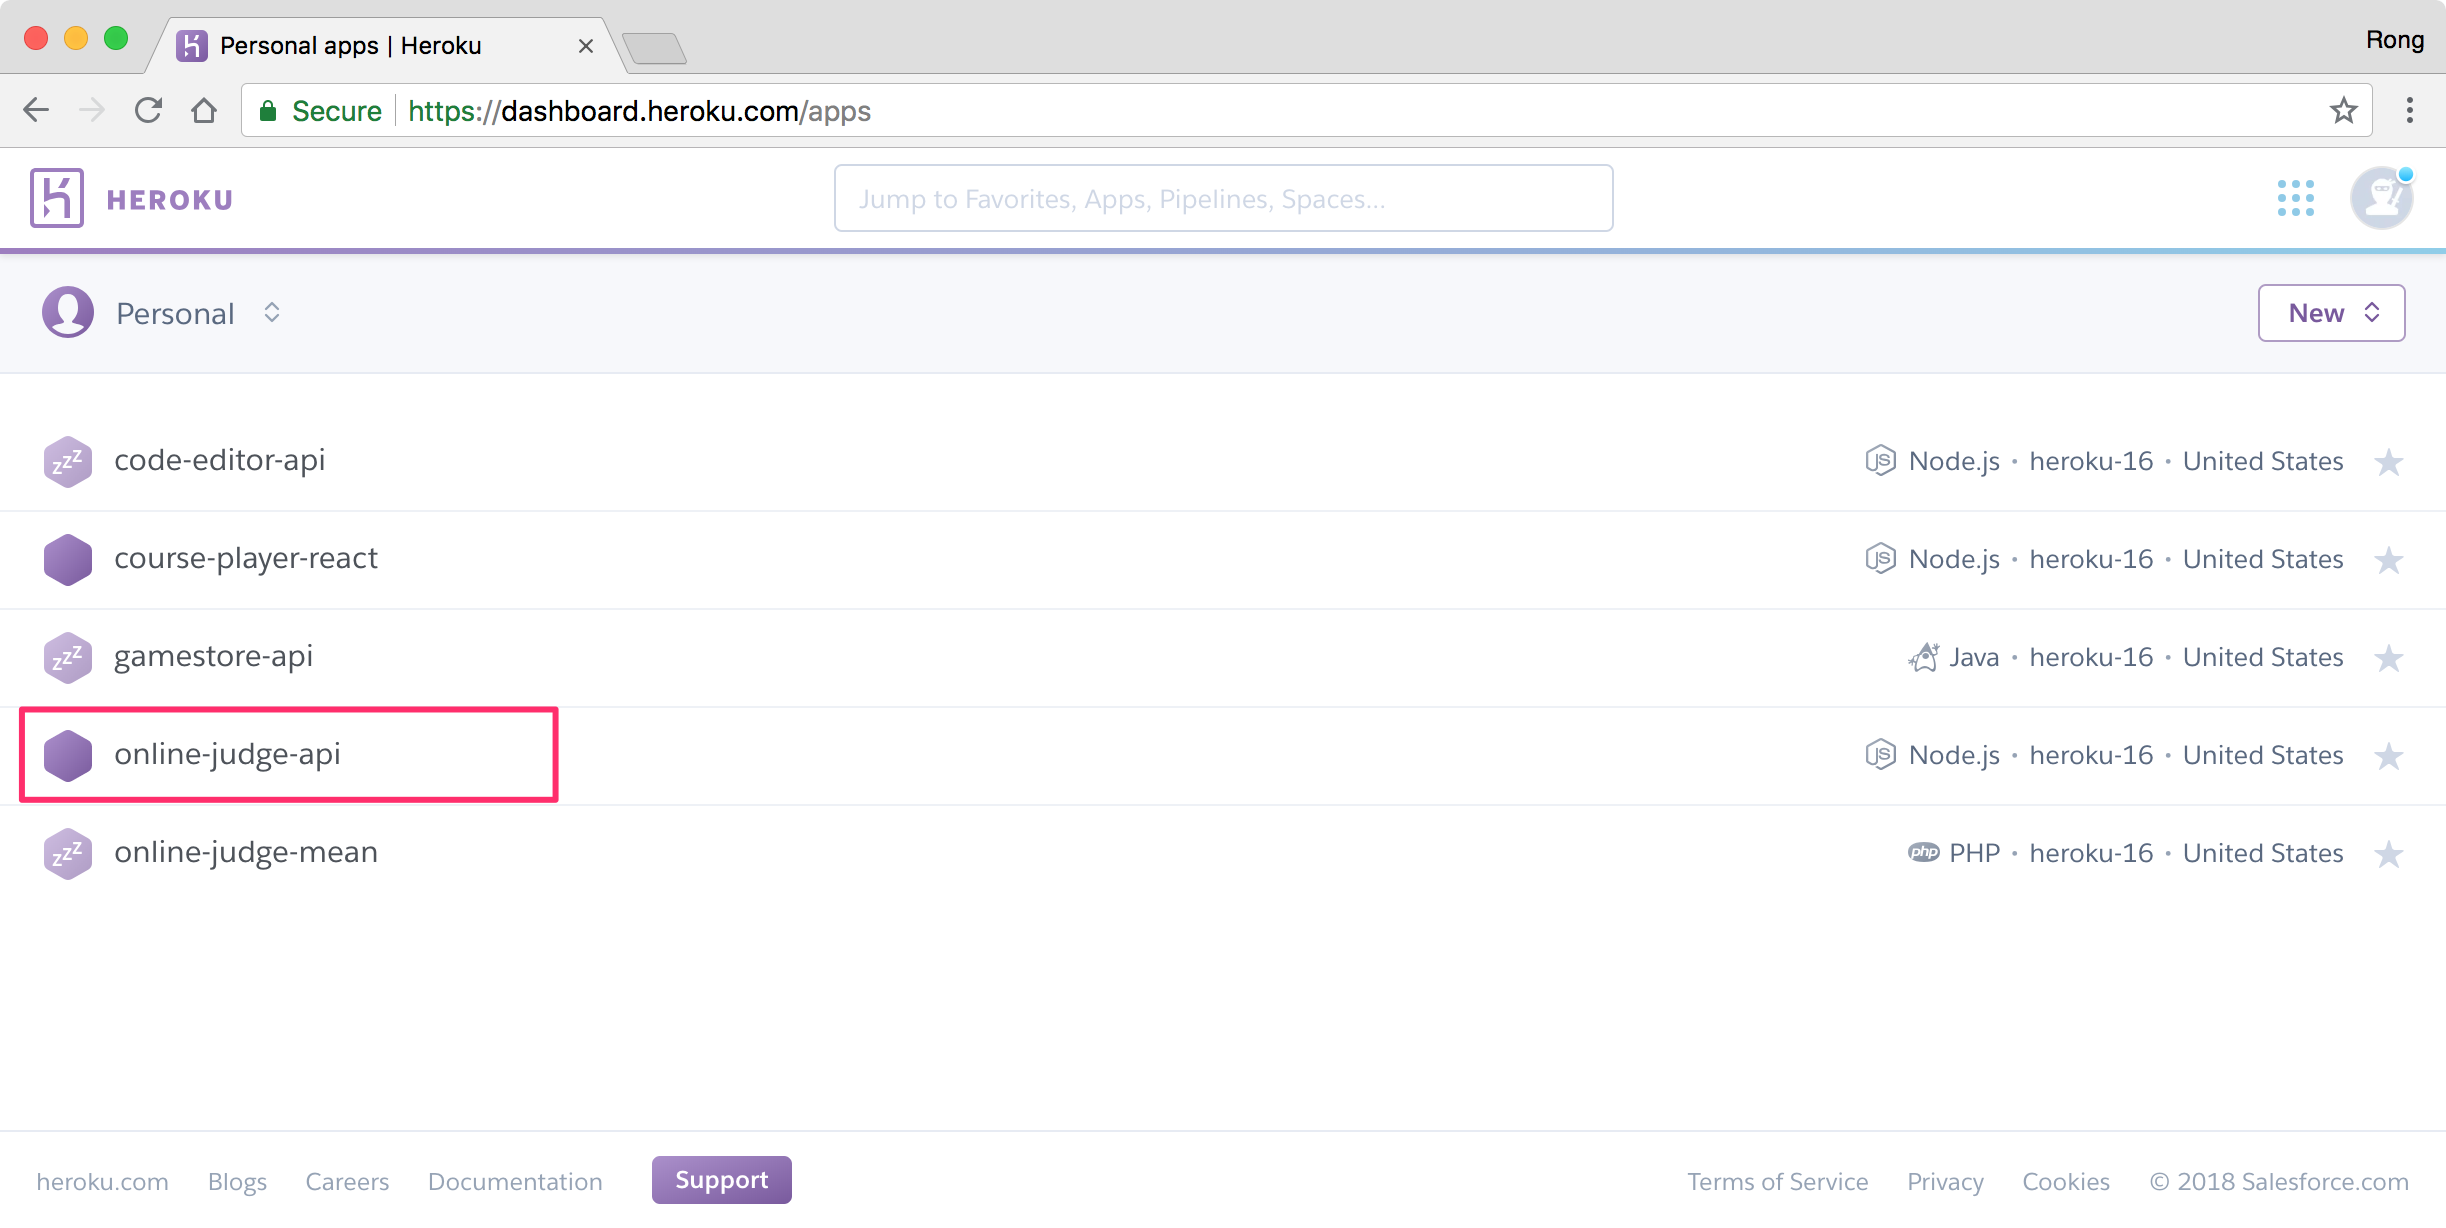 Personal apps | Heroku
Rong
Secure https://dashboard.heroku.com/apps
HEROKU
Jump to Favorites, Apps, Pipelines, Spaces...
Personal
New
zzZ code-editor-api JS Node.js • heroku-16 • United States
course-player-react JS Node.js • heroku-16 • United States
zzZ gamestore-api Java • heroku-16 • United States
online-judge-api JS Node.js • heroku-16 • United States
zzZ online-judge-mean php PHP • heroku-16 • United States
heroku.com Blogs Careers Documentation Support Terms of Service Privacy Cookies © 2018 Salesforce.com